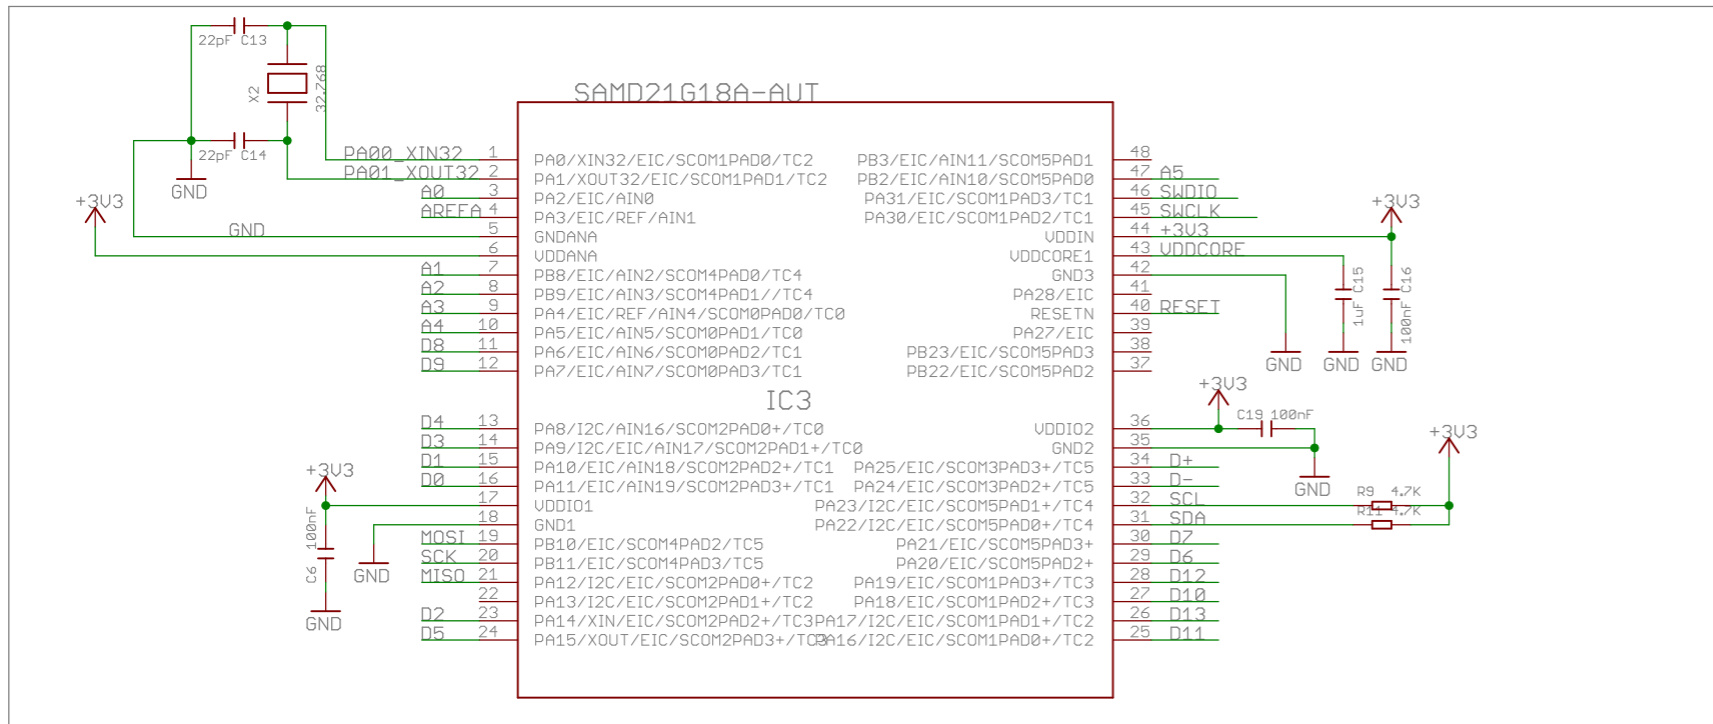 22pF C13
X2
32.768
22pF C14
GND
+3V3
GND
SAMD21G18A-AUT
IC3
PA00_XIN32 1 PA0/XIN32/EIC/SCOM1PAD0/TC2
PA01_XOUT32 2 PA1/XOUT32/EIC/SCOM1PAD1/TC2
A0 3 PA2/EIC/AIN0
AREFA 4 PA3/EIC/REF/AIN1
5 GNDANA
6 VDDANA
A1 7 PB8/EIC/AIN2/SCOM4PAD0/TC4
A2 8 PB9/EIC/AIN3/SCOM4PAD1//TC4
A3 9 PA4/EIC/REF/AIN4/SCOM0PAD0/TC0
A4 10 PA5/EIC/AIN5/SCOM0PAD1/TC0
D8 11 PA6/EIC/AIN6/SCOM0PAD2/TC1
D9 12 PA7/EIC/AIN7/SCOM0PAD3/TC1
D4 13 PA8/I2C/AIN16/SCOM2PAD0+/TC0
D3 14 PA9/I2C/EIC/AIN17/SCOM2PAD1+/TC0
D1 15 PA10/EIC/AIN18/SCOM2PAD2+/TC1
D0 16 PA11/EIC/AIN19/SCOM2PAD3+/TC1
17 VDDIO1
18 GND1
MOSI 19 PB10/EIC/SCOM4PAD2/TC5
SCK 20 PB11/EIC/SCOM4PAD3/TC5
MISO 21 PA12/I2C/EIC/SCOM2PAD0+/TC2
22 PA13/I2C/EIC/SCOM2PAD1+/TC2
D2 23 PA14/XIN/EIC/SCOM2PAD2+/TC3
D5 24 PA15/XOUT/EIC/SCOM2PAD3+/TC3
+3V3
100nF
C6
GND
GND
PB3/EIC/AIN11/SCOM5PAD1 48
PB2/EIC/AIN10/SCOM5PAD0 47 A5
PA31/EIC/SCOM1PAD3/TC1 46 SWDIO
PA30/EIC/SCOM1PAD2/TC1 45 SWCLK
VDDIN 44 +3V3
VDDCORE1 43 VDDCORE
GND3 42
PA28/EIC 41
RESETN 40 RESET
PA27/EIC 39
PB23/EIC/SCOM5PAD3 38
PB22/EIC/SCOM5PAD2 37
VDDIO2 36
GND2 35
PA25/EIC/SCOM3PAD3+/TC5 34 D+
PA24/EIC/SCOM3PAD2+/TC5 33 D-
PA23/I2C/EIC/SCOM5PAD1+/TC4 32 SCL
PA22/I2C/EIC/SCOM5PAD0+/TC4 31 SDA
PA21/EIC/SCOM5PAD3+ 30 D7
PA20/EIC/SCOM5PAD2+ 29 D6
PA19/EIC/SCOM1PAD3+/TC3 28 D12
PA18/EIC/SCOM1PAD2+/TC3 27 D10
PA17/I2C/EIC/SCOM1PAD1+/TC2 26 D13
PA16/I2C/EIC/SCOM1PAD0+/TC2 25 D11
+3V3
1uF C15
100nF C16
GND GND GND
+3V3
C19 100nF
GND
+3V3
R9 4.7K
R11 4.7K